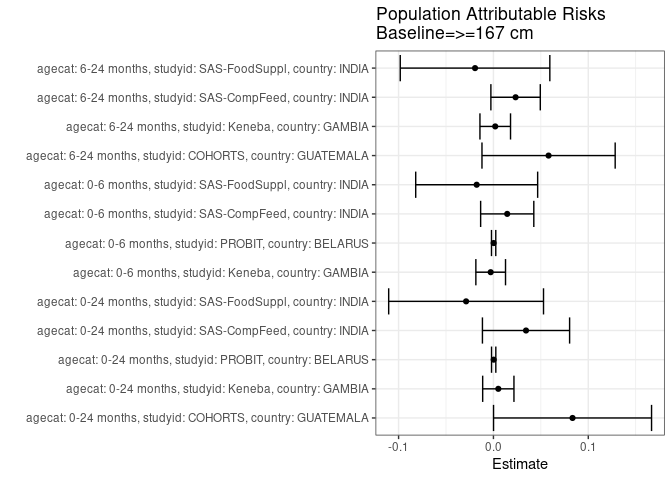 Population Attributable Risks
Baseline=>=167 cm
agecat: 6-24 months, studyid: SAS-FoodSuppl, country: INDIA
agecat: 6-24 months, studyid: SAS-CompFeed, country: INDIA
agecat: 6-24 months, studyid: Keneba, country: GAMBIA
agecat: 6-24 months, studyid: COHORTS, country: GUATEMALA
agecat: 0-6 months, studyid: SAS-FoodSuppl, country: INDIA
agecat: 0-6 months, studyid: SAS-CompFeed, country: INDIA
agecat: 0-6 months, studyid: PROBIT, country: BELARUS
agecat: 0-6 months, studyid: Keneba, country: GAMBIA
agecat: 0-24 months, studyid: SAS-FoodSuppl, country: INDIA
agecat: 0-24 months, studyid: SAS-CompFeed, country: INDIA
agecat: 0-24 months, studyid: PROBIT, country: BELARUS
agecat: 0-24 months, studyid: Keneba, country: GAMBIA
agecat: 0-24 months, studyid: COHORTS, country: GUATEMALA
-0.1 0.0 0.1
Estimate